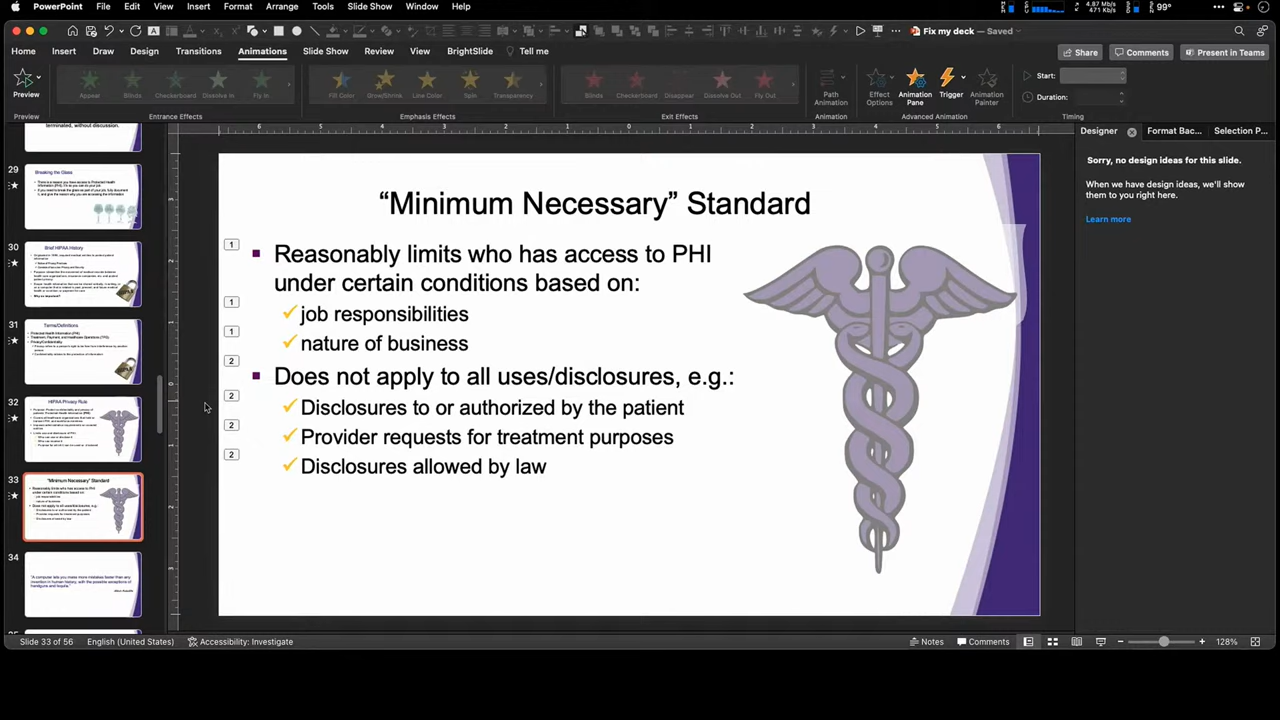 PowerPoint File Edit View Insert Format Arrange Tools Slide Show Window Help
4.87 MB/s
471 KB/s
99°
Fix my deck — Saved
Home Insert Draw Design Transitions Animations Slide Show Review View BrightSlide Tell me
Share Comments Present in Teams
Preview
Appear Blinds Checkerboard Dissolve In Fly In
Fill Color Grow/Shrink Line Color Spin Transparency
Blinds Checkerboard Disappear Dissolve Out Fly Out
Path
Animation
Effect
Options
Animation
Pane
Trigger
Animation
Painter
Start:
Duration:
Preview Entrance Effects Emphasis Effects Exit Effects Animation Advanced Animation Timing
Designer
Format Bac...
Selection P...
Sorry, no design ideas for this slide.
When we have design ideas, we'll show
them to you right here.
Learn more
terminated, without discussion.
29
Breaking the Glass
30
Brief HIPAA History
31
Terms/Definitions
32
HIPAA Privacy Rule
33
"Minimum Necessary" Standard
34
“Minimum Necessary” Standard
1
Reasonably limits who has access to PHI
under certain conditions based on:
1
job responsibilities
1
nature of business
2
Does not apply to all uses/disclosures, e.g.:
2
Disclosures to or authorized by the patient
2
Provider requests for treatment purposes
2
Disclosures allowed by law
Slide 33 of 56 English (United States) Accessibility: Investigate
Notes Comments 128%